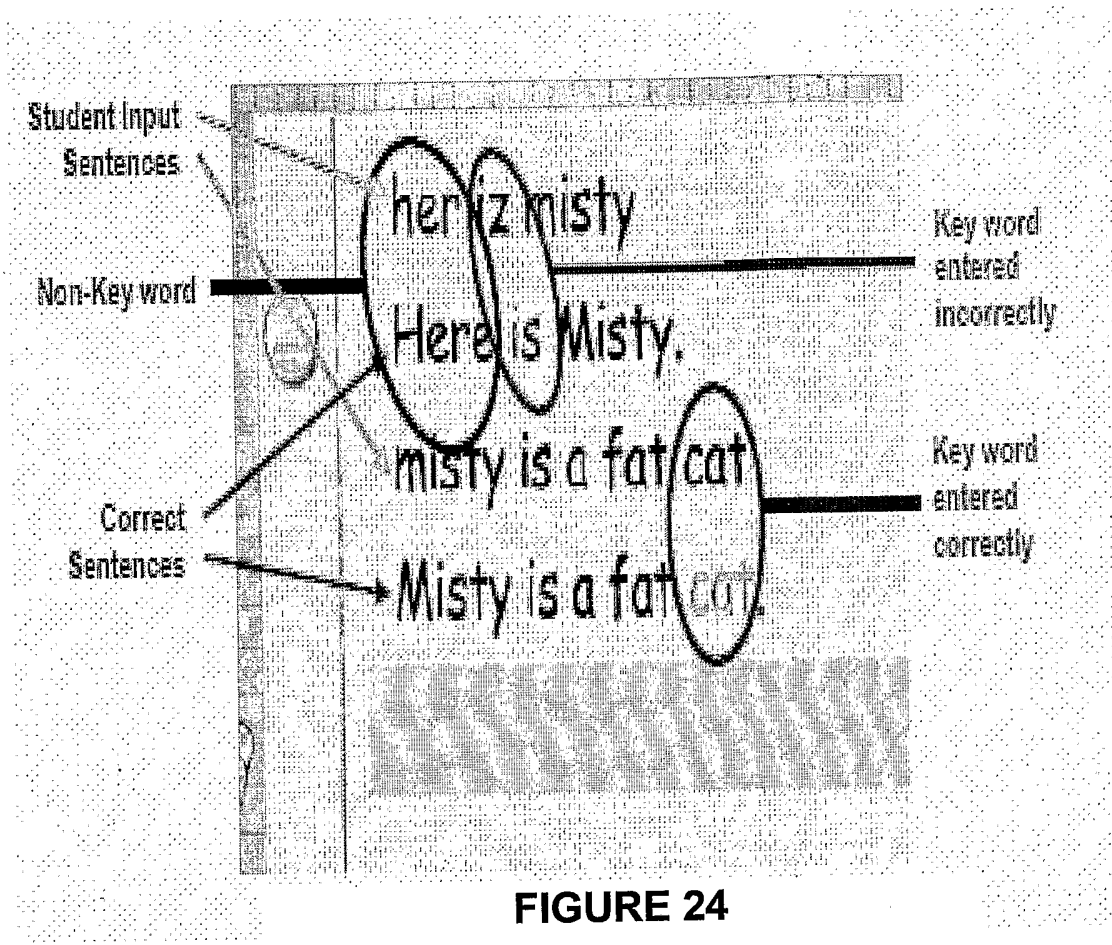 Student Input
Sentences
her iz misty
Key word
entered
incorrectly
Non-Key word
Here is Misty.
misty is a fat cat
Key word
entered
correctly
Correct
Sentences
Misty is a fat cat.
FIGURE 24